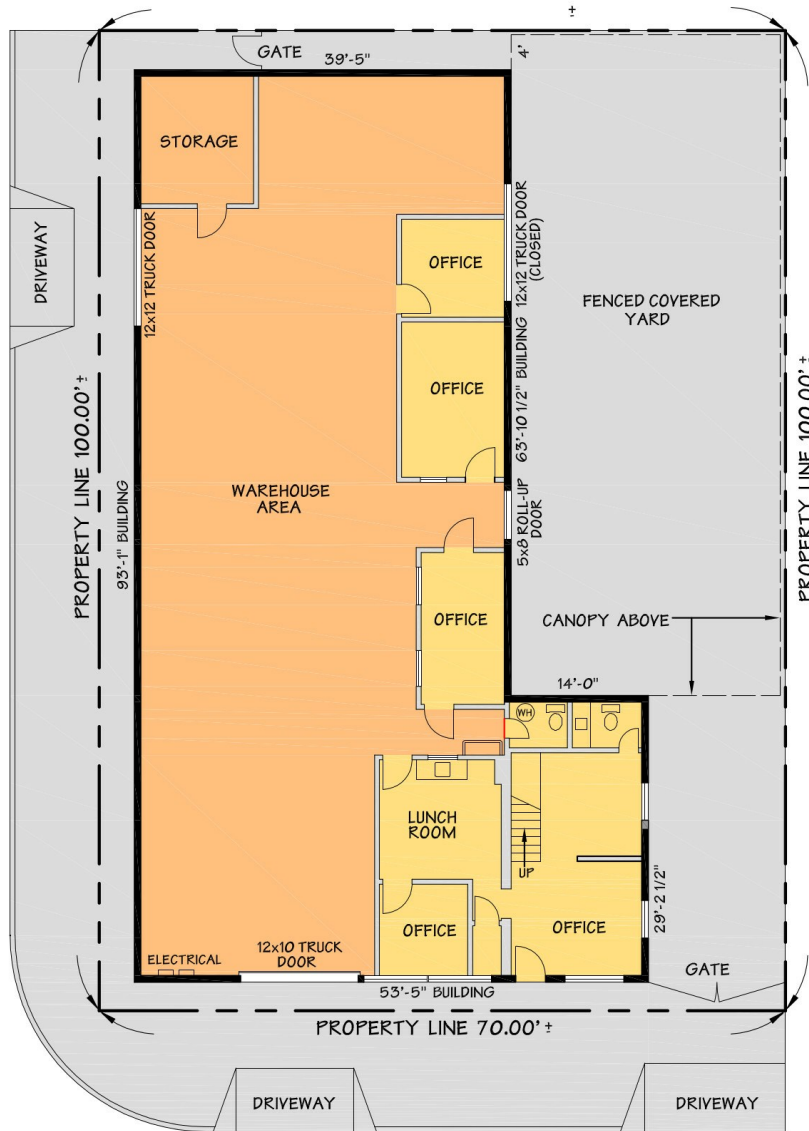 ±
GATE
39'-5"
4'
STORAGE
DRIVEWAY
12x12 TRUCK DOOR
OFFICE
12x12 TRUCK DOOR
(CLOSED)
FENCED COVERED
YARD
PROPERTY LINE 100.00' ±
93'-1" BUILDING
OFFICE
63'-10 1/2" BUILDING
PROPERTY LINE 100.00' ±
WAREHOUSE
AREA
5x8 ROLL-UP
DOOR
OFFICE
CANOPY ABOVE
14'-0"
WH
LUNCH
ROOM
UP
OFFICE
OFFICE
29'-2 1/2"
ELECTRICAL
12x10 TRUCK
DOOR
GATE
53'-5" BUILDING
PROPERTY LINE 70.00' ±
DRIVEWAY
DRIVEWAY